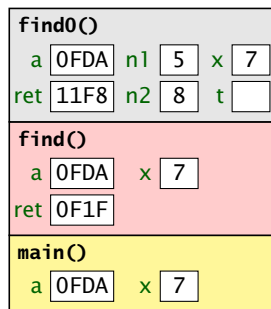 find0()
a 0FDA n1 5 x 7
ret 11F8 n2 8 t
find()
a 0FDA x 7
ret 0F1F
main()
a 0FDA x 7